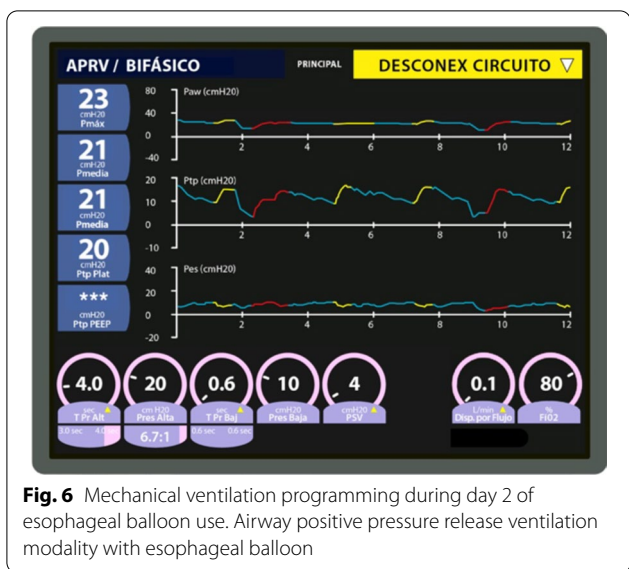 APRV / BIFÁSICO PRINCIPAL DESCONEX CIRCUITO
23
cmH20
Pmáx
21
cmH20
Pmedia
21
cmH20
Pmedia
20
cmH20
Ptp Plat
***
cmH20
Ptp PEEP
Paw (cmH20)
80
40
0
-40
2 4 6 8 10 12
Ptp (cmH20)
20
10
0
-10
2 4 6 8 10 12
Pes (cmH20)
40
20
0
-20
2 4 6 8 10 12
4.0
sec
T Pr Alt
3.0 sec 4.0 sec
20
cm H20
Pres Alta
6.7:1
0.6
sec
T Pr Baj
0.6 sec 0.6 sec
10
cmH20
Pres Baja
4
cmH20
PSV
0.1
L/min
Disp. por Flujo
80
%
FiO2
Fig. 6 Mechanical ventilation programming during day 2 of
esophageal balloon use. Airway positive pressure release ventilation
modality with esophageal balloon